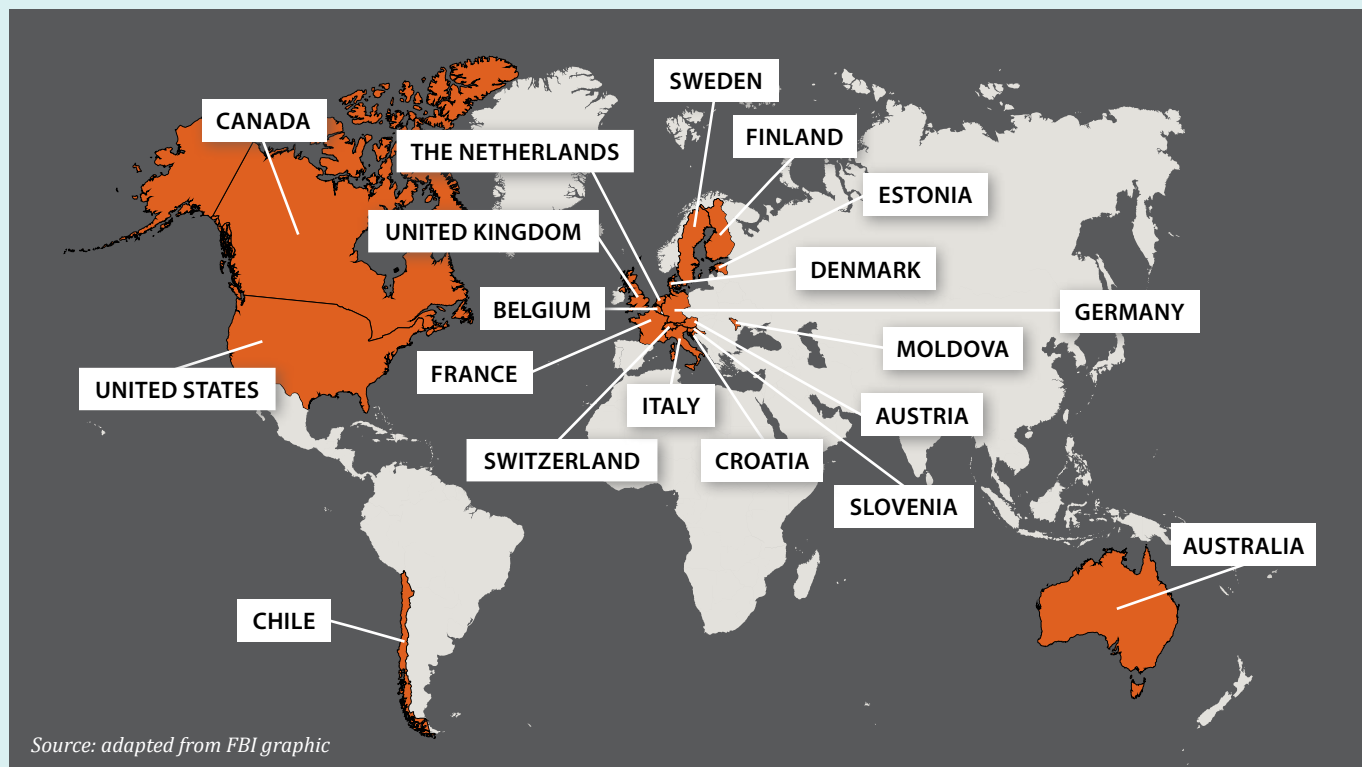 SWEDEN
CANADA
FINLAND
THE NETHERLANDS
ESTONIA
UNITED KINGDOM
DENMARK
BELGIUM
GERMANY
MOLDOVA
FRANCE
UNITED STATES
ITALY
AUSTRIA
SWITZERLAND
CROATIA
SLOVENIA
AUSTRALIA
CHILE
Source: adapted from FBI graphic